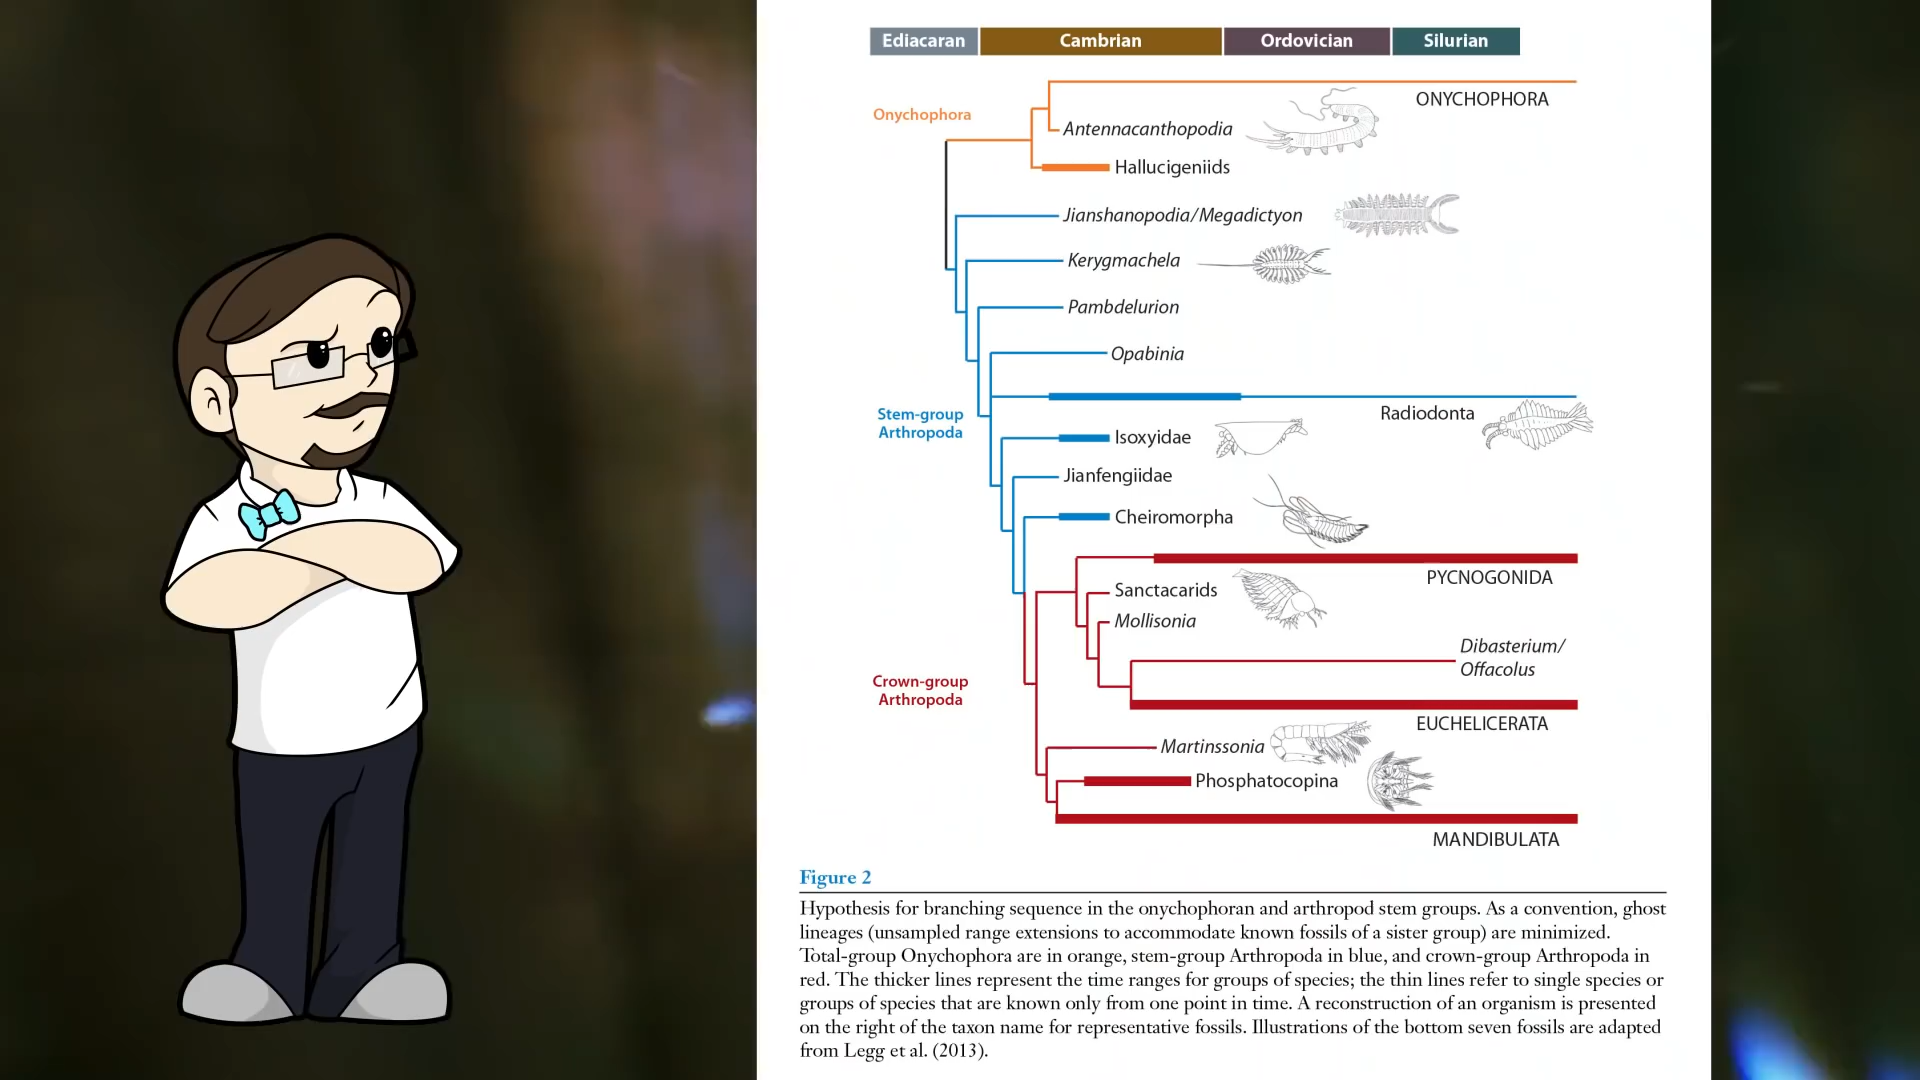 Ediacaran
Cambrian
Ordovician
Silurian
ONYCHOPHORA
Onychophora
Antennacanthopodia
Hallucigeniids
Jianshanopodia/Megadictyon
Kerygmachela
Pambdelurion
Opabinia
Radiodonta
Stem-group
Arthropoda
Isoxyidae
Jianfengiidae
Cheiromorpha
PYCNOGONIDA
Sanctacarids
Mollisonia
Dibasterium/
Offacolus
Crown-group
Arthropoda
EUCHELICERATA
Martinssonia
Phosphatocopina
MANDIBULATA
Figure 2
Hypothesis for branching sequence in the onychophoran and arthropod stem groups. As a convention, ghost
lineages (unsampled range extensions to accommodate known fossils of a sister group) are minimized.
Total-group Onychophora are in orange, stem-group Arthropoda in blue, and crown-group Arthropoda in
red. The thicker lines represent the time ranges for groups of species; the thin lines refer to single species or
groups of species that are known only from one point in time. A reconstruction of an organism is presented
on the right of the taxon name for representative fossils. Illustrations of the bottom seven fossils are adapted
from Legg et al. (2013).